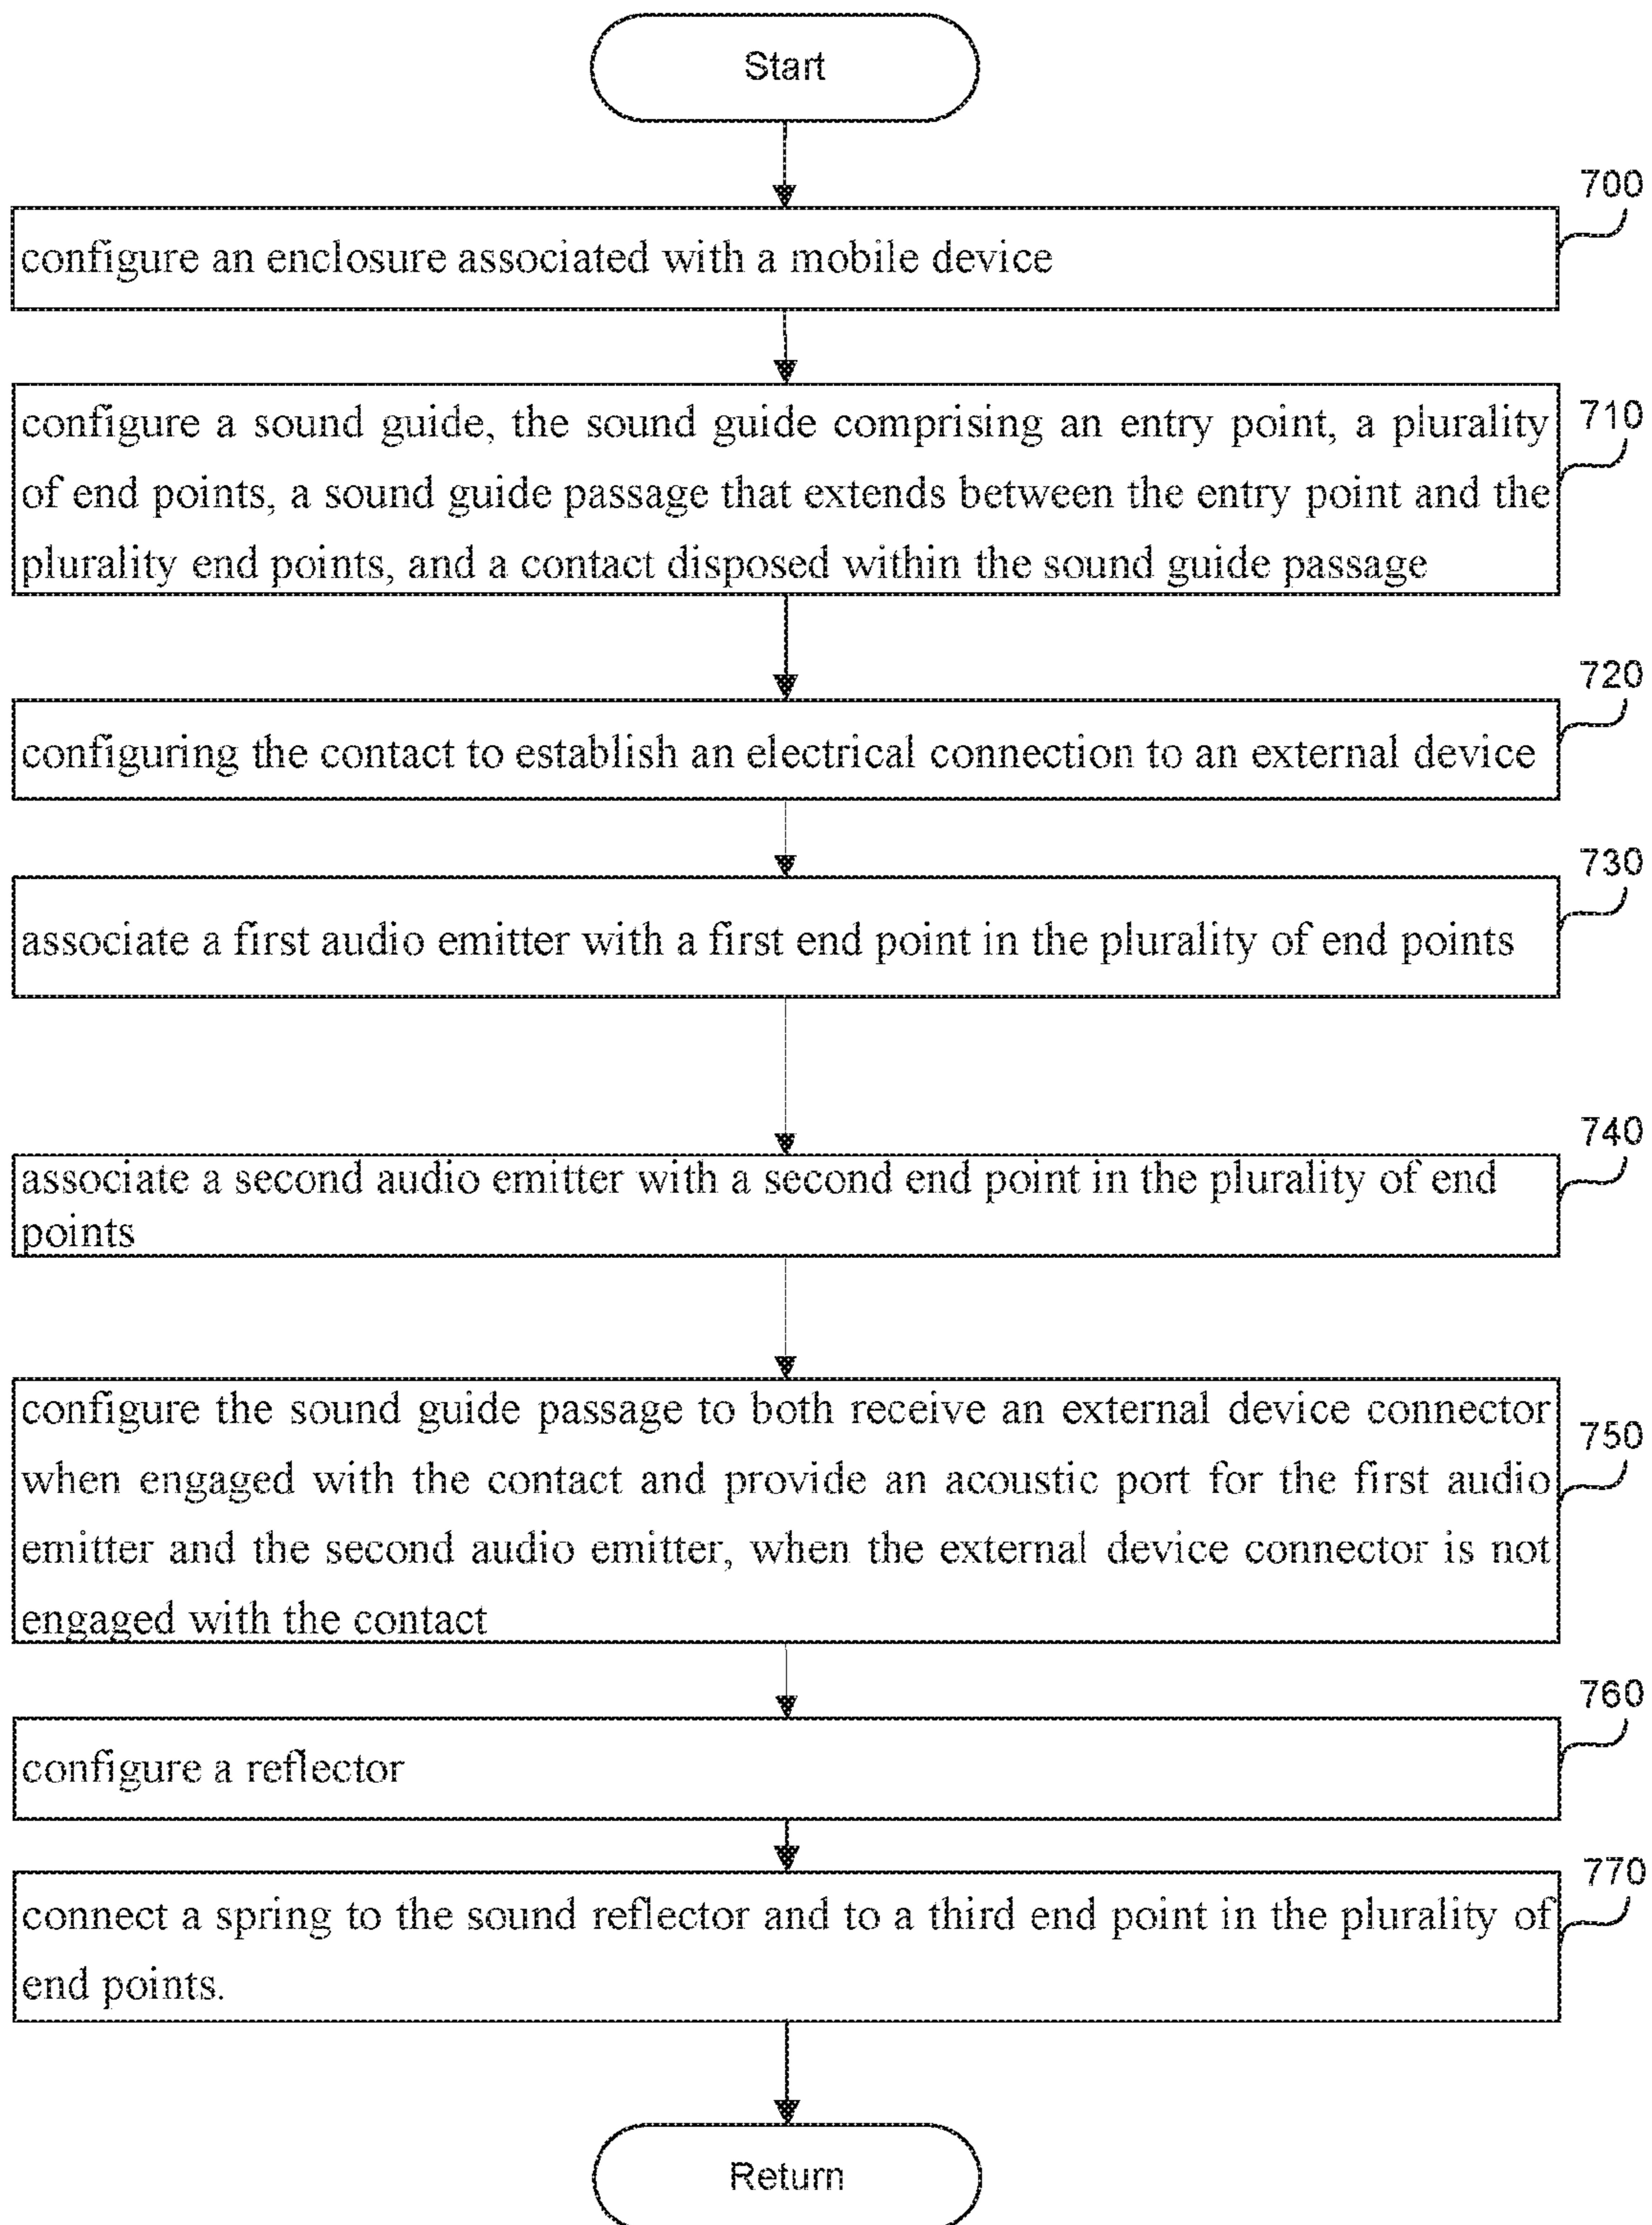 Start
700
configure an enclosure associated with a mobile device
710
configure a sound guide, the sound guide comprising an entry point, a plurality
of end points, a sound guide passage that extends between the entry point and the
plurality end points, and a contact disposed within the sound guide passage
720
configuring the contact to establish an electrical connection to an external device
730
associate a first audio emitter with a first end point in the plurality of end points
740
associate a second audio emitter with a second end point in the plurality of end
points
750
configure the sound guide passage to both receive an external device connector
when engaged with the contact and provide an acoustic port for the first audio
emitter and the second audio emitter, when the external device connector is not
engaged with the contact
760
configure a reflector
770
connect a spring to the sound reflector and to a third end point in the plurality of
end points.
Return